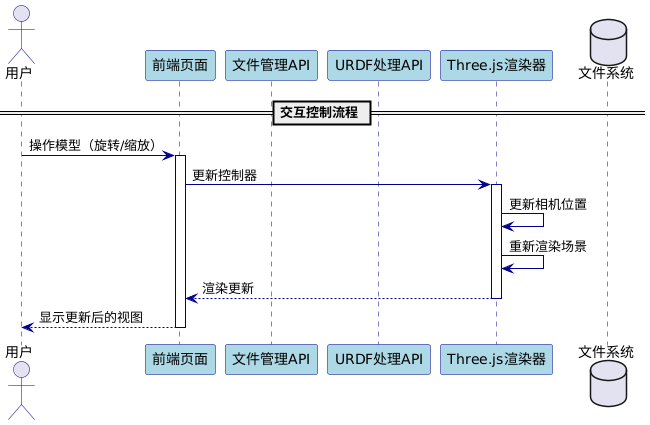 用户
前端页面
文件管理API
URDF处理API
Three.js渲染器
文件系统
交互控制流程
操作模型（旋转/缩放）
更新控制器
更新相机位置
重新渲染场景
渲染更新
显示更新后的视图
用户
前端页面
文件管理API
URDF处理API
Three.js渲染器
文件系统